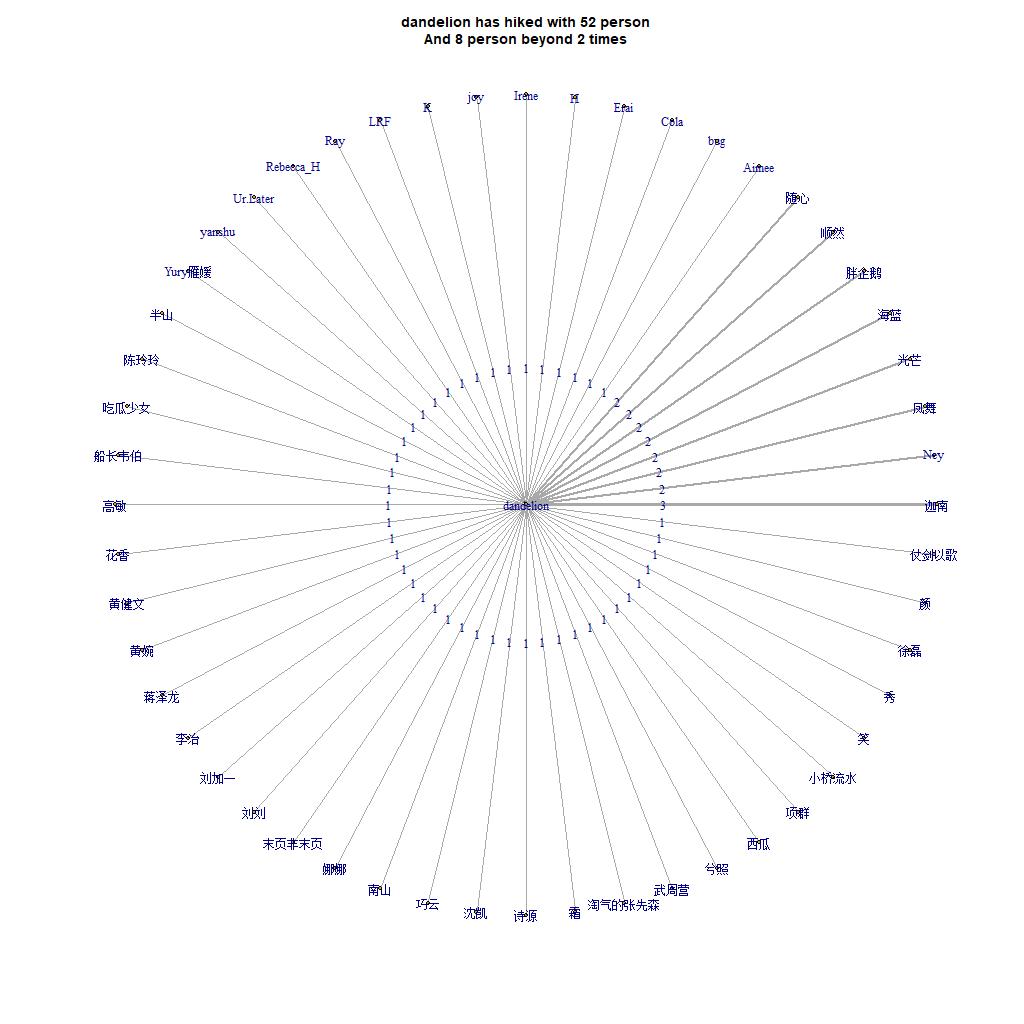 dandelion has hiked with 52 person
And 8 person beyond 2 times
Irene
H
joy
K
Erai
LRF
Cola
Ray
bug
Rebecca_H
Aimee
Ur.Later
随心
yanshu
顺然
Yury雁媛
胖企鹅
半山
海蓝
陈玲玲
光芒
1 1 1 1 1 1 1 1 1 1 1 1 1 1 1 1 1 1 2 2 2 2 2 2 2
吃瓜少女
凤舞
船长韦伯
Ney
高敏
1
dandelion
3
迦南
花香
仗剑以歌
黄健文
颜
黄婉
徐磊
1 1 1 1 1 1 1 1 1 1 1 1 1 1 1 1 1 1 1 1 1 1 1 1 1
蒋泽龙
秀
李治
笑
刘加一
小桥流水
刘刘
项群
末页非末页
西瓜
娜娜
兮照
南山
武周营
巧云
淘气的张先森
沈凯
诗源
霜